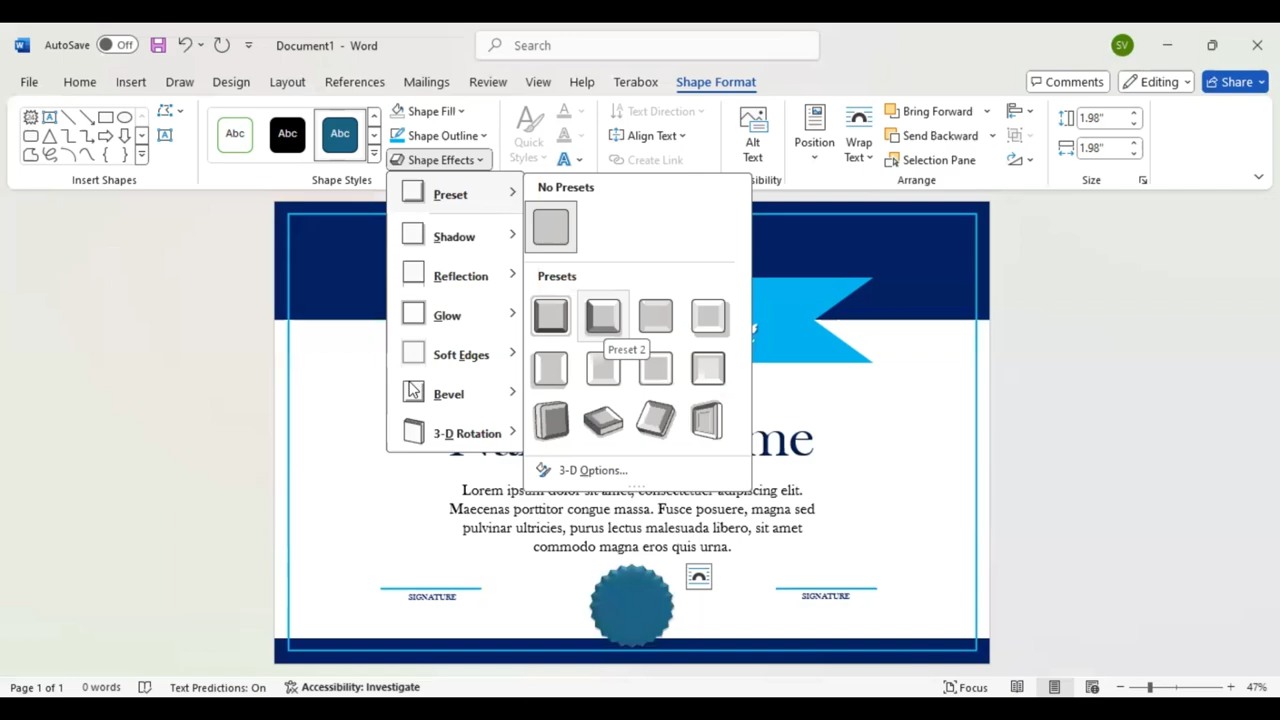 AutoSave Off Document1 - Word Search SV
File Home Insert Draw Design Layout References Mailings Review View Help Terabox Shape Format Comments Editing Share
Abc Abc Abc
Shape Fill
Shape Outline
Shape Effects
Quick Styles
Text Direction
Align Text
Create Link
Alt Text
Position
Wrap Text
Bring Forward
Send Backward
Selection Pane
1.98"
1.98"
Insert Shapes Shape Styles sibility Arrange Size
Preset
Shadow
Reflection
Glow
Soft Edges
Bevel
3-D Rotation
No Presets
Presets
Preset 2
3-D Options...
me
Lorem ipsum dolor sit amet, consectetuer adipiscing elit.
Maecenas porttitor congue massa. Fusce posuere, magna sed
pulvinar ultricies, purus lectus malesuada libero, sit amet
commodo magna eros quis urna.
SIGNATURE SIGNATURE
Page 1 of 1 0 words Text Predictions: On Accessibility: Investigate Focus 47%